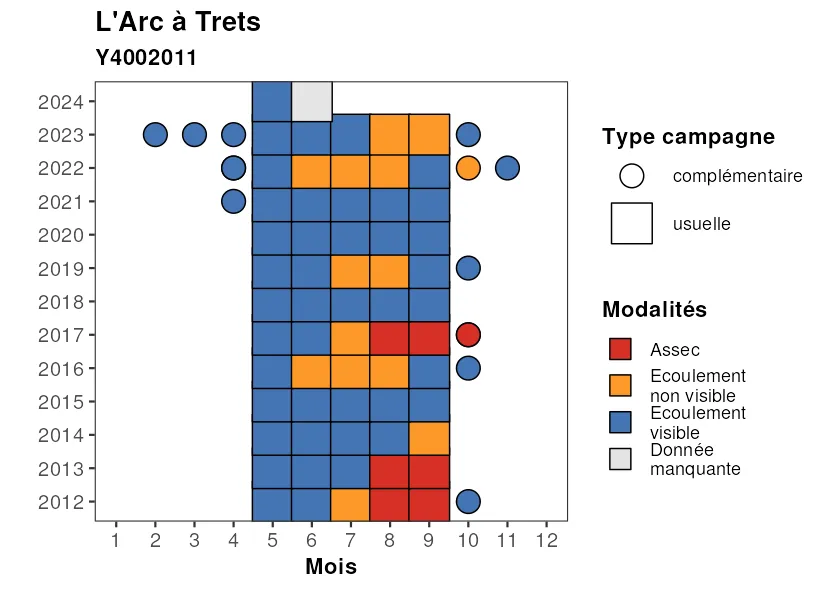 L'Arc à Trets
Y4002011
2024
2023
2022
2021
2020
2019
2018
2017
2016
2015
2014
2013
2012
1 2 3 4 5 6 7 8 9 10 11 12
Mois
Type campagne
complémentaire
usuelle
Modalités
Assec
Ecoulement
non visible
Ecoulement
visible
Donnée
manquante